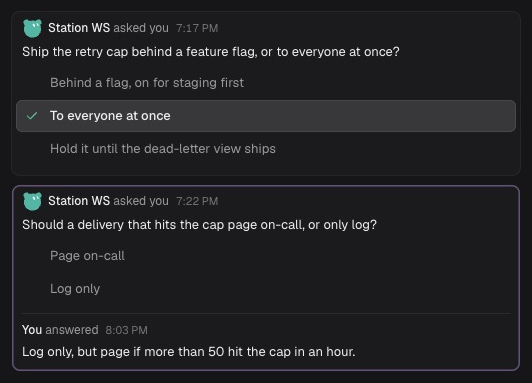 Station WS asked you 7:17 PM
Ship the retry cap behind a feature flag, or to everyone at once?
Behind a flag, on for staging first
To everyone at once
Hold it until the dead-letter view ships
Station WS asked you 7:22 PM
Should a delivery that hits the cap page on-call, or only log?
Page on-call
Log only
You answered 8:03 PM
Log only, but page if more than 50 hit the cap in an hour.